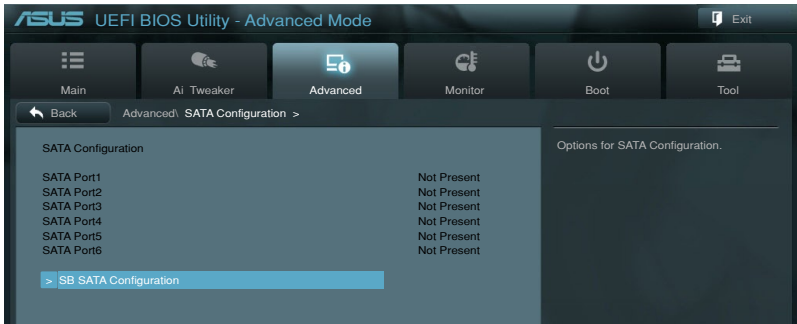 ASUS UEFI BIOS Utility - Advanced Mode
Exit
Main
Ai Tweaker
Advanced
Monitor
Boot
Tool
Back
Advanced\ SATA Configuration >
SATA Configuration
SATA Port1 Not Present
SATA Port2 Not Present
SATA Port3 Not Present
SATA Port4 Not Present
SATA Port5 Not Present
SATA Port6 Not Present
> SB SATA Configuration
Options for SATA Configuration.